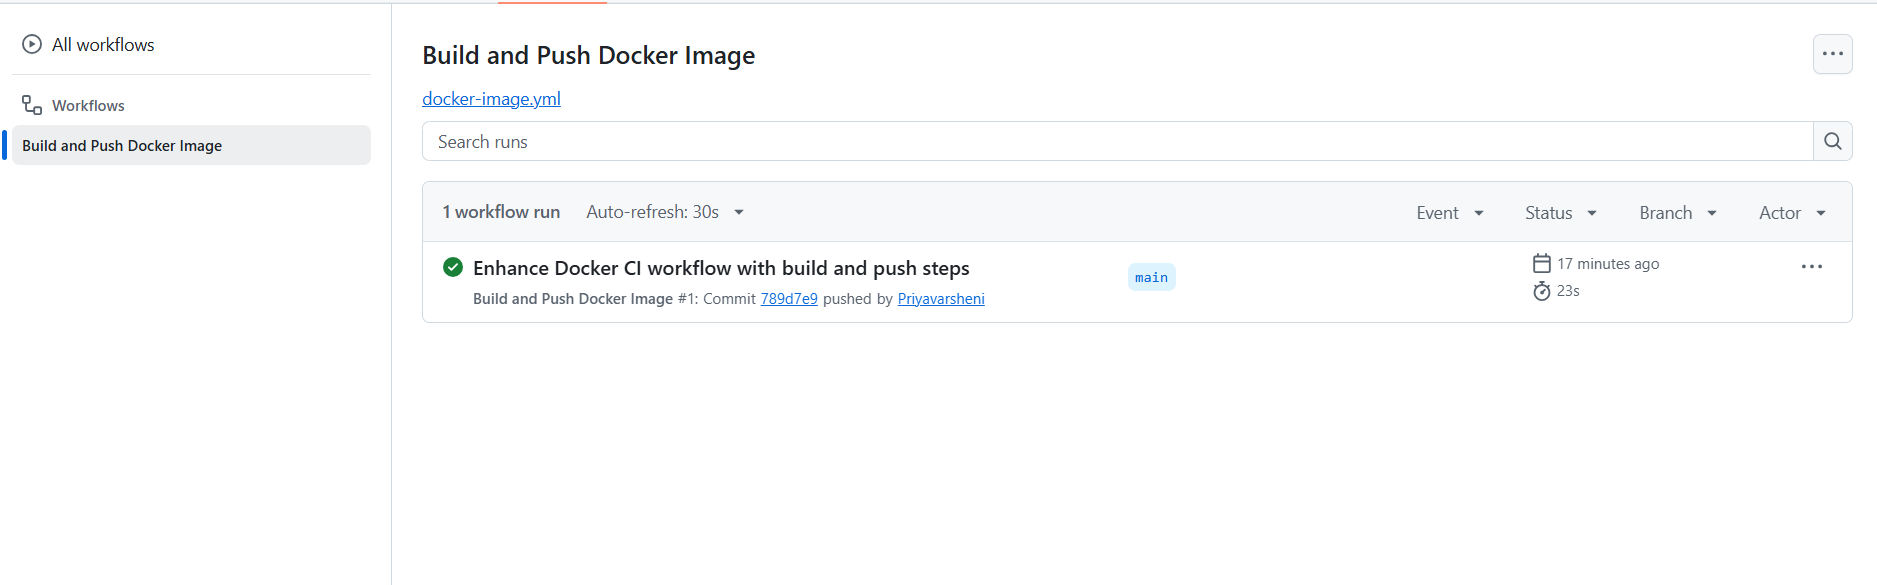 All workflows
Workflows
Build and Push Docker Image
Build and Push Docker Image
docker-image.yml
Search runs
1 workflow run Auto-refresh: 30s Event Status Branch Actor
Enhance Docker CI workflow with build and push steps
Build and Push Docker Image #1: Commit 789d7e9 pushed by Priyavarsheni
main
17 minutes ago
23s